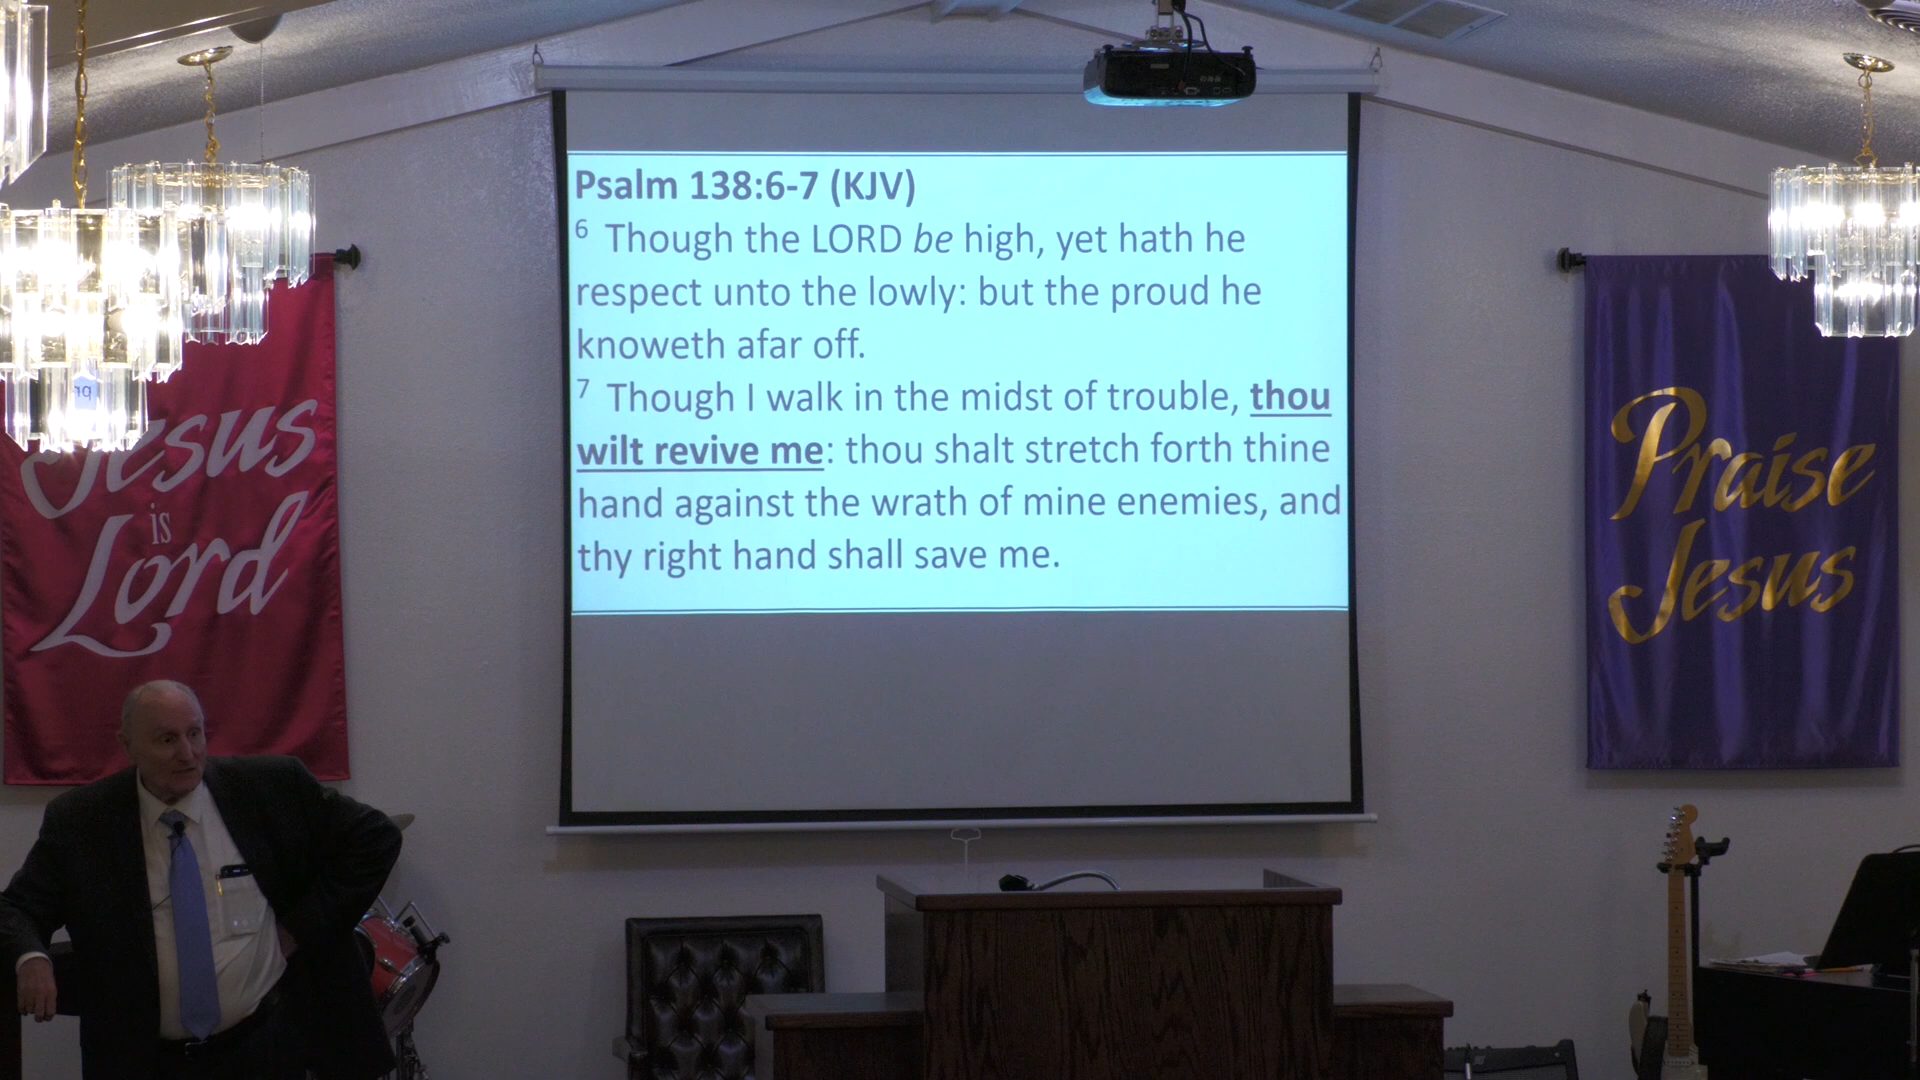 Psalm 138:6-7 (KJV)
6 Though the LORD be high, yet hath he
respect unto the lowly: but the proud he
knoweth afar off.
7 Though I walk in the midst of trouble, thou
wilt revive me: thou shalt stretch forth thine
hand against the wrath of mine enemies, and
thy right hand shall save me.
Jesus
is
Lord
Praise
Jesus